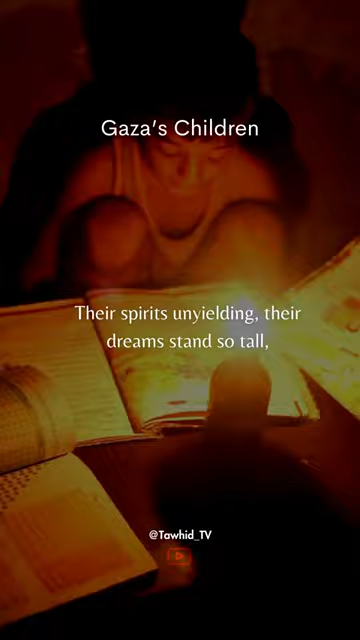 Gaza's Children
Their spirits unyielding, their
dreams stand so tall,
@Tawhid_TV